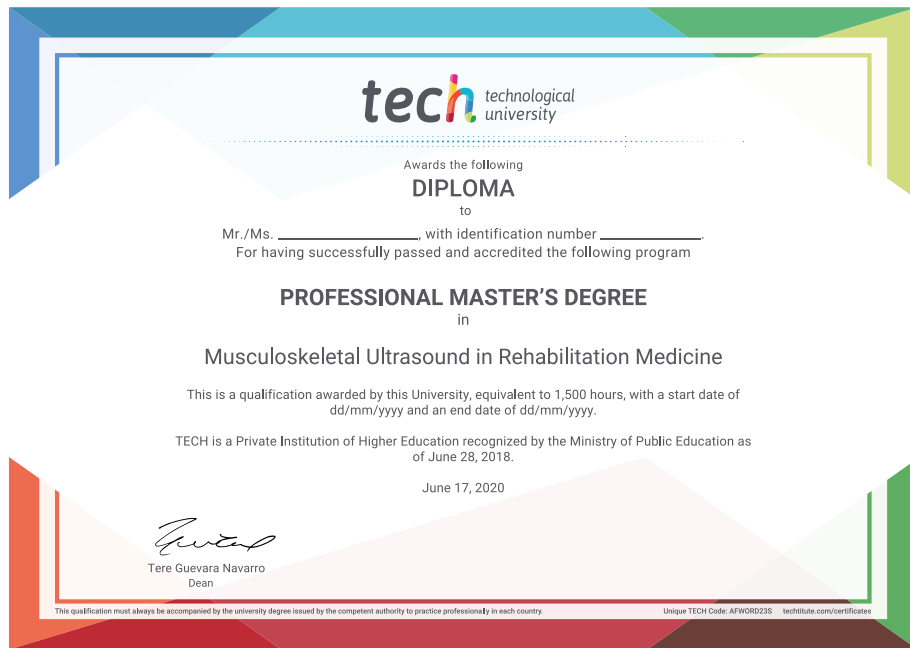 tech technological
university
Awards the following
DIPLOMA
to
Mr./Ms. ____________________, with identification number ______________.
For having successfully passed and accredited the following program
PROFESSIONAL MASTER'S DEGREE
in
Musculoskeletal Ultrasound in Rehabilitation Medicine
This is a qualification awarded by this University, equivalent to 1,500 hours, with a start date of
dd/mm/yyyy and an end date of dd/mm/yyyy.
TECH is a Private Institution of Higher Education recognized by the Ministry of Public Education as
of June 28, 2018.
June 17, 2020
Tere Guevara Navarro
Dean
This qualification must always be accompanied by the university degree issued by the competent authority to practice professionally in each country.
Unique TECH Code: AFWORD23S techtitute.com/certificates